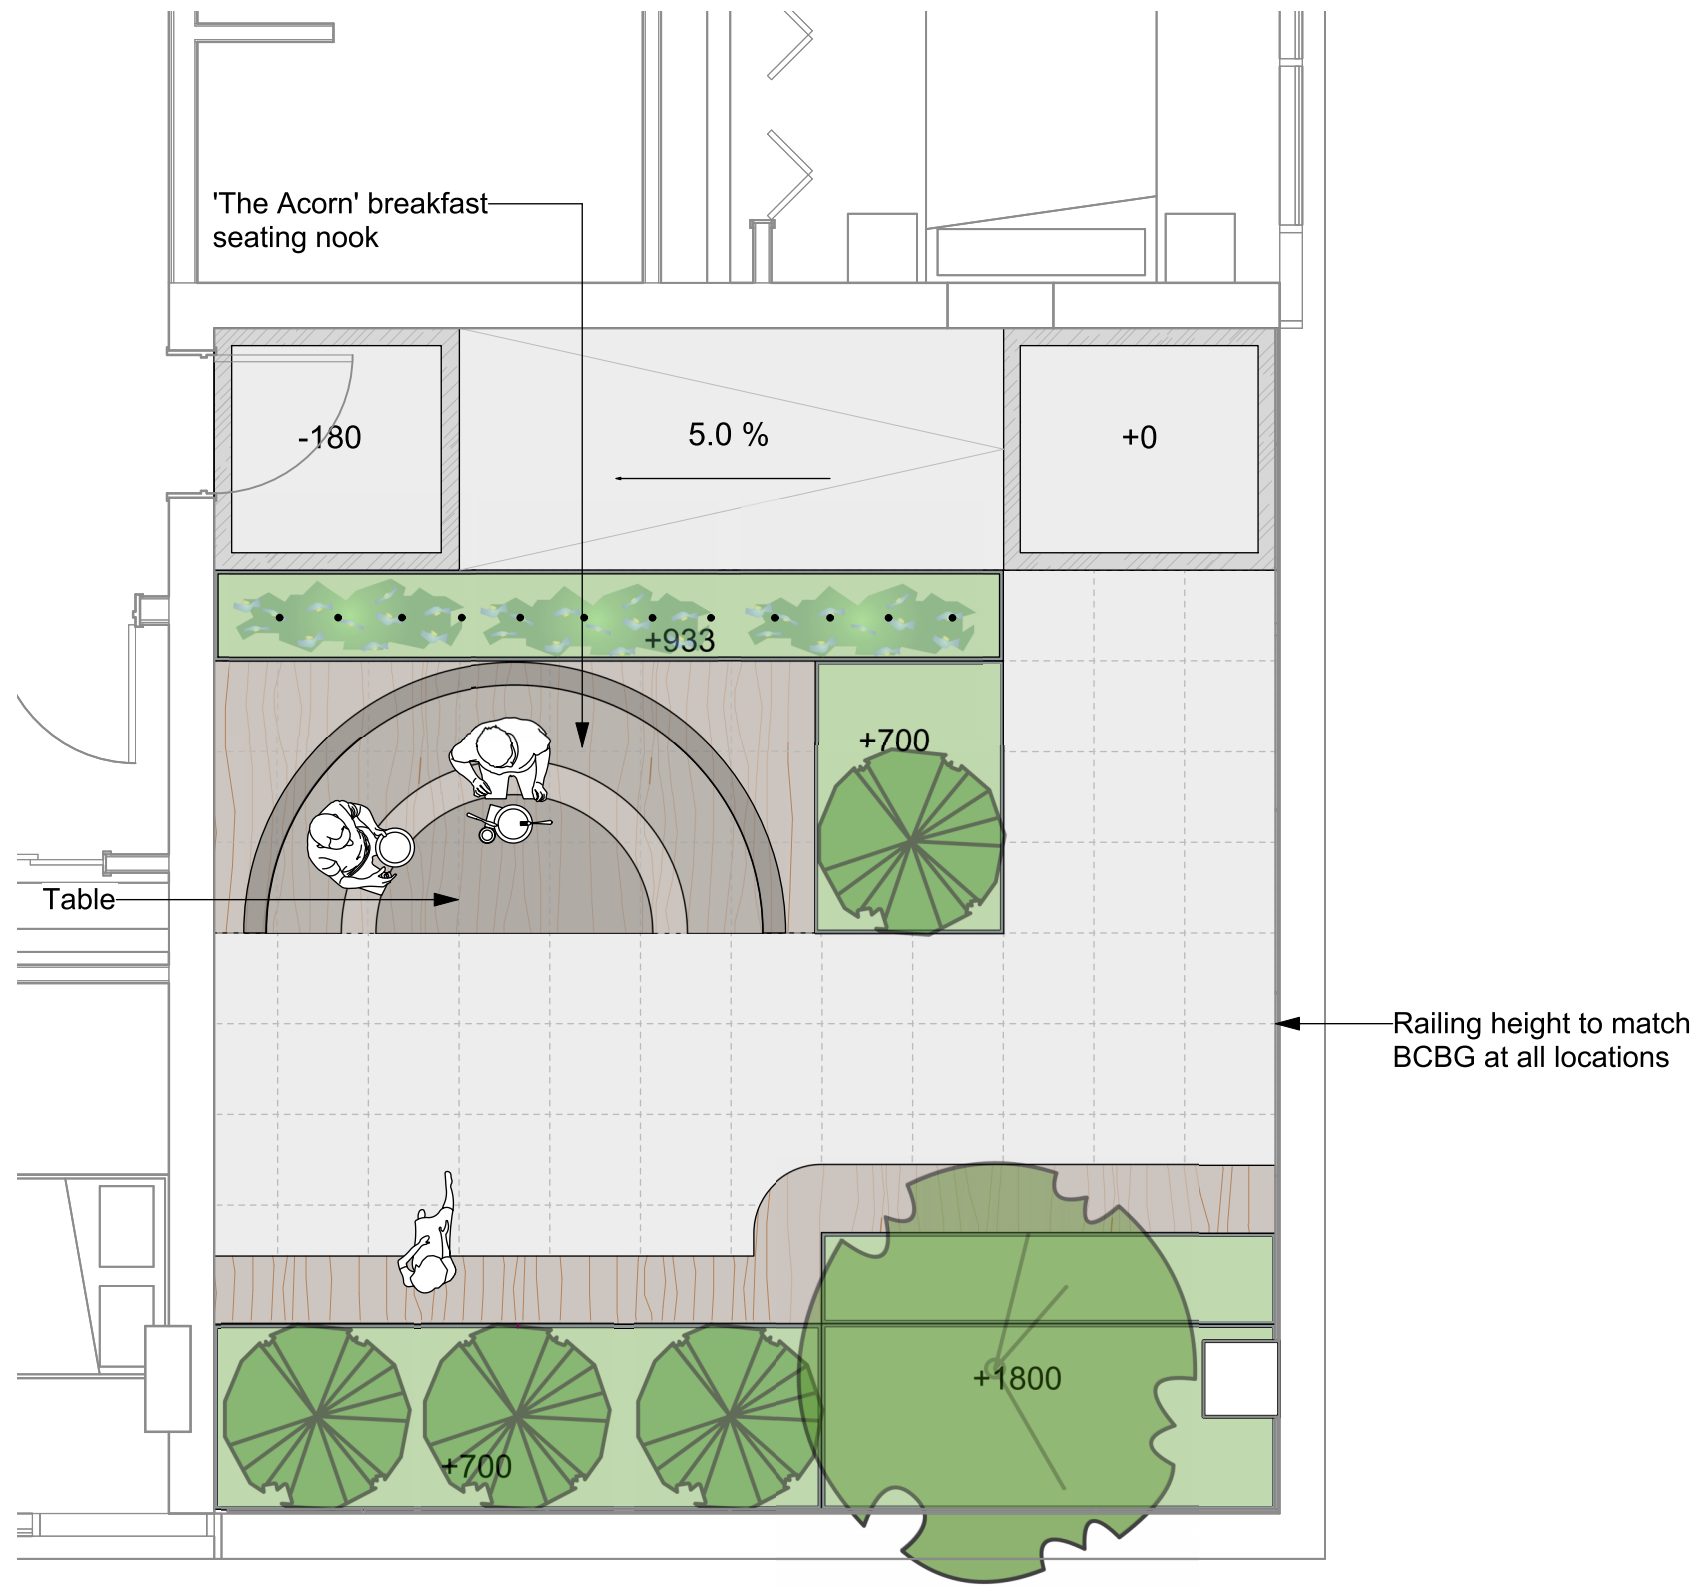 'The Acorn' breakfast
seating nook
-180
5.0 %
+0
+933
+700
Table
Railing height to match
BCBG at all locations
+1800
+700